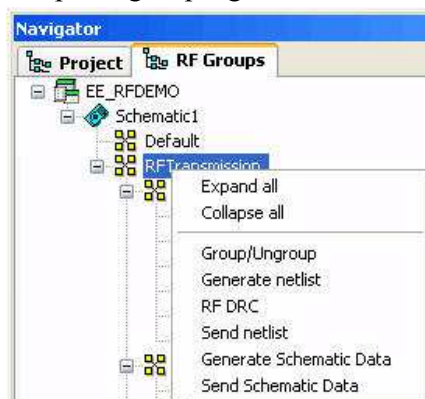 Navigator
Project RF Groups
EE_RFDEMO
Schematic1
Default
RFTransmission
Expand all
Collapse all
Group/Ungroup
Generate netlist
RF DRC
Send netlist
Generate Schematic Data
Send Schematic Data